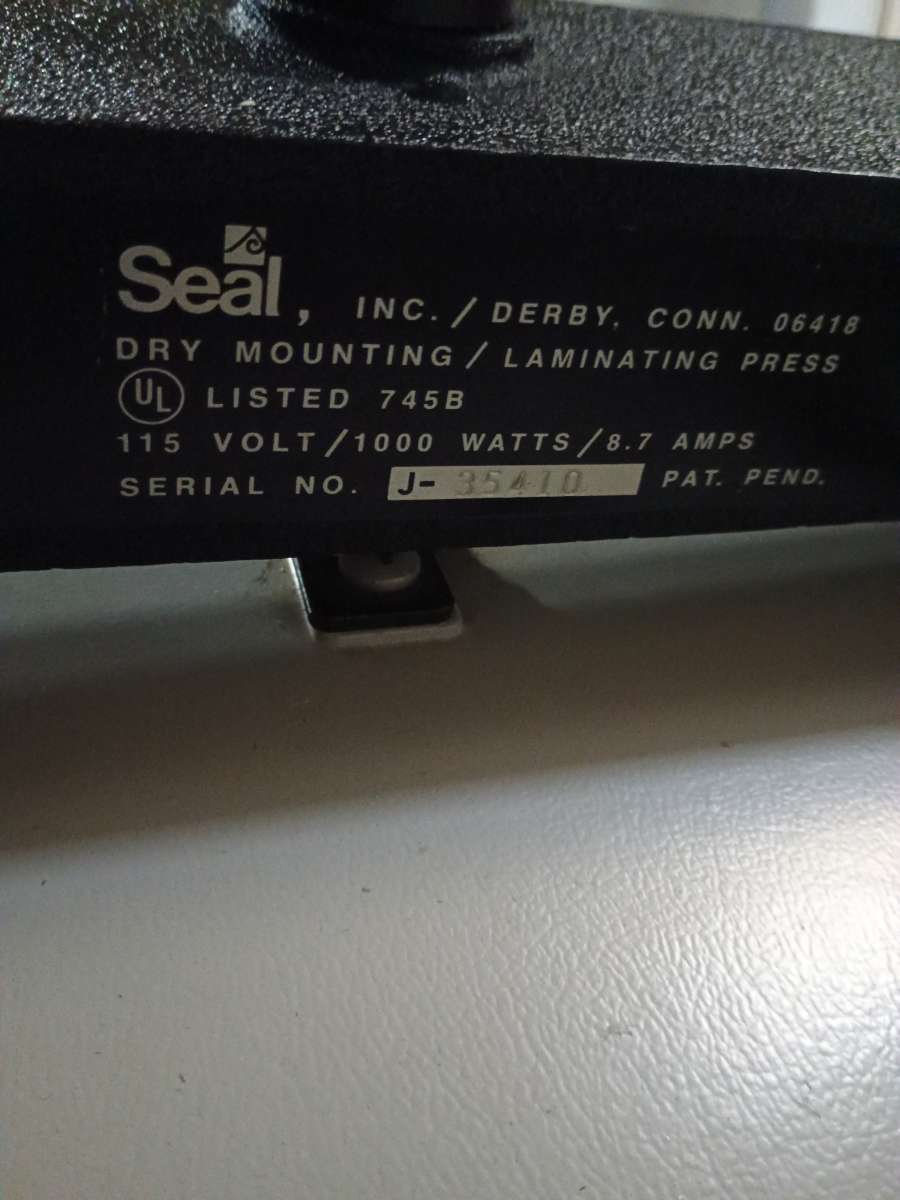 Seal, INC. / DERBY, CONN. 06418
DRY MOUNTING / LAMINATING PRESS
UL LISTED 745B
115 VOLT/1000 WATTS/8.7 AMPS
SERIAL NO. J- 35410 PAT. PEND.